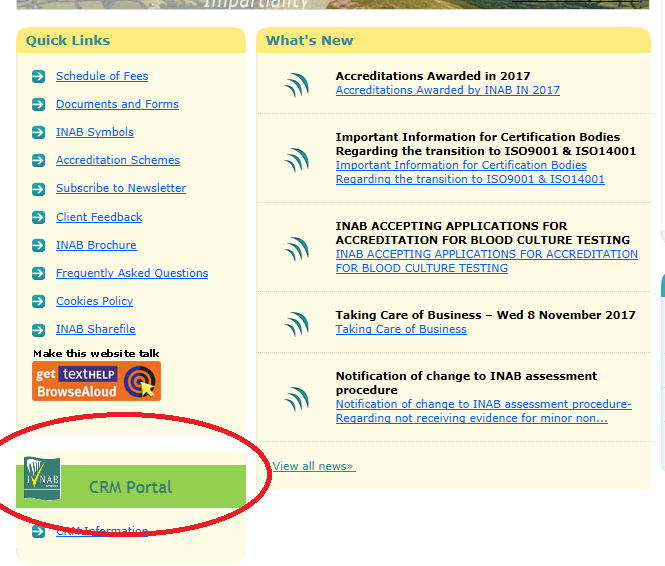 Impartiality
Quick Links
Schedule of Fees
Documents and Forms
INAB Symbols
Accreditation Schemes
Subscribe to Newsletter
Client Feedback
INAB Brochure
Frequently Asked Questions
Cookies Policy
INAB Sharefile
Make this website talk
get textHELP
BrowseAloud
INAB
CRM Portal
CRM Information
What's New
Accreditations Awarded in 2017
Accreditations Awarded by INAB IN 2017
Important Information for Certification Bodies
Regarding the transition to ISO9001 & ISO14001
Important Information for Certification Bodies
Regarding the transition to ISO9001 & ISO14001
INAB ACCEPTING APPLICATIONS FOR
ACCREDITATION FOR BLOOD CULTURE TESTING
INAB ACCEPTING APPLICATIONS FOR ACCREDITATION
FOR BLOOD CULTURE TESTING
Taking Care of Business – Wed 8 November 2017
Taking Care of Business
Notification of change to INAB assessment
procedure
Notification of change to INAB assessment procedure-
Regarding not receiving evidence for minor non...
View all news»